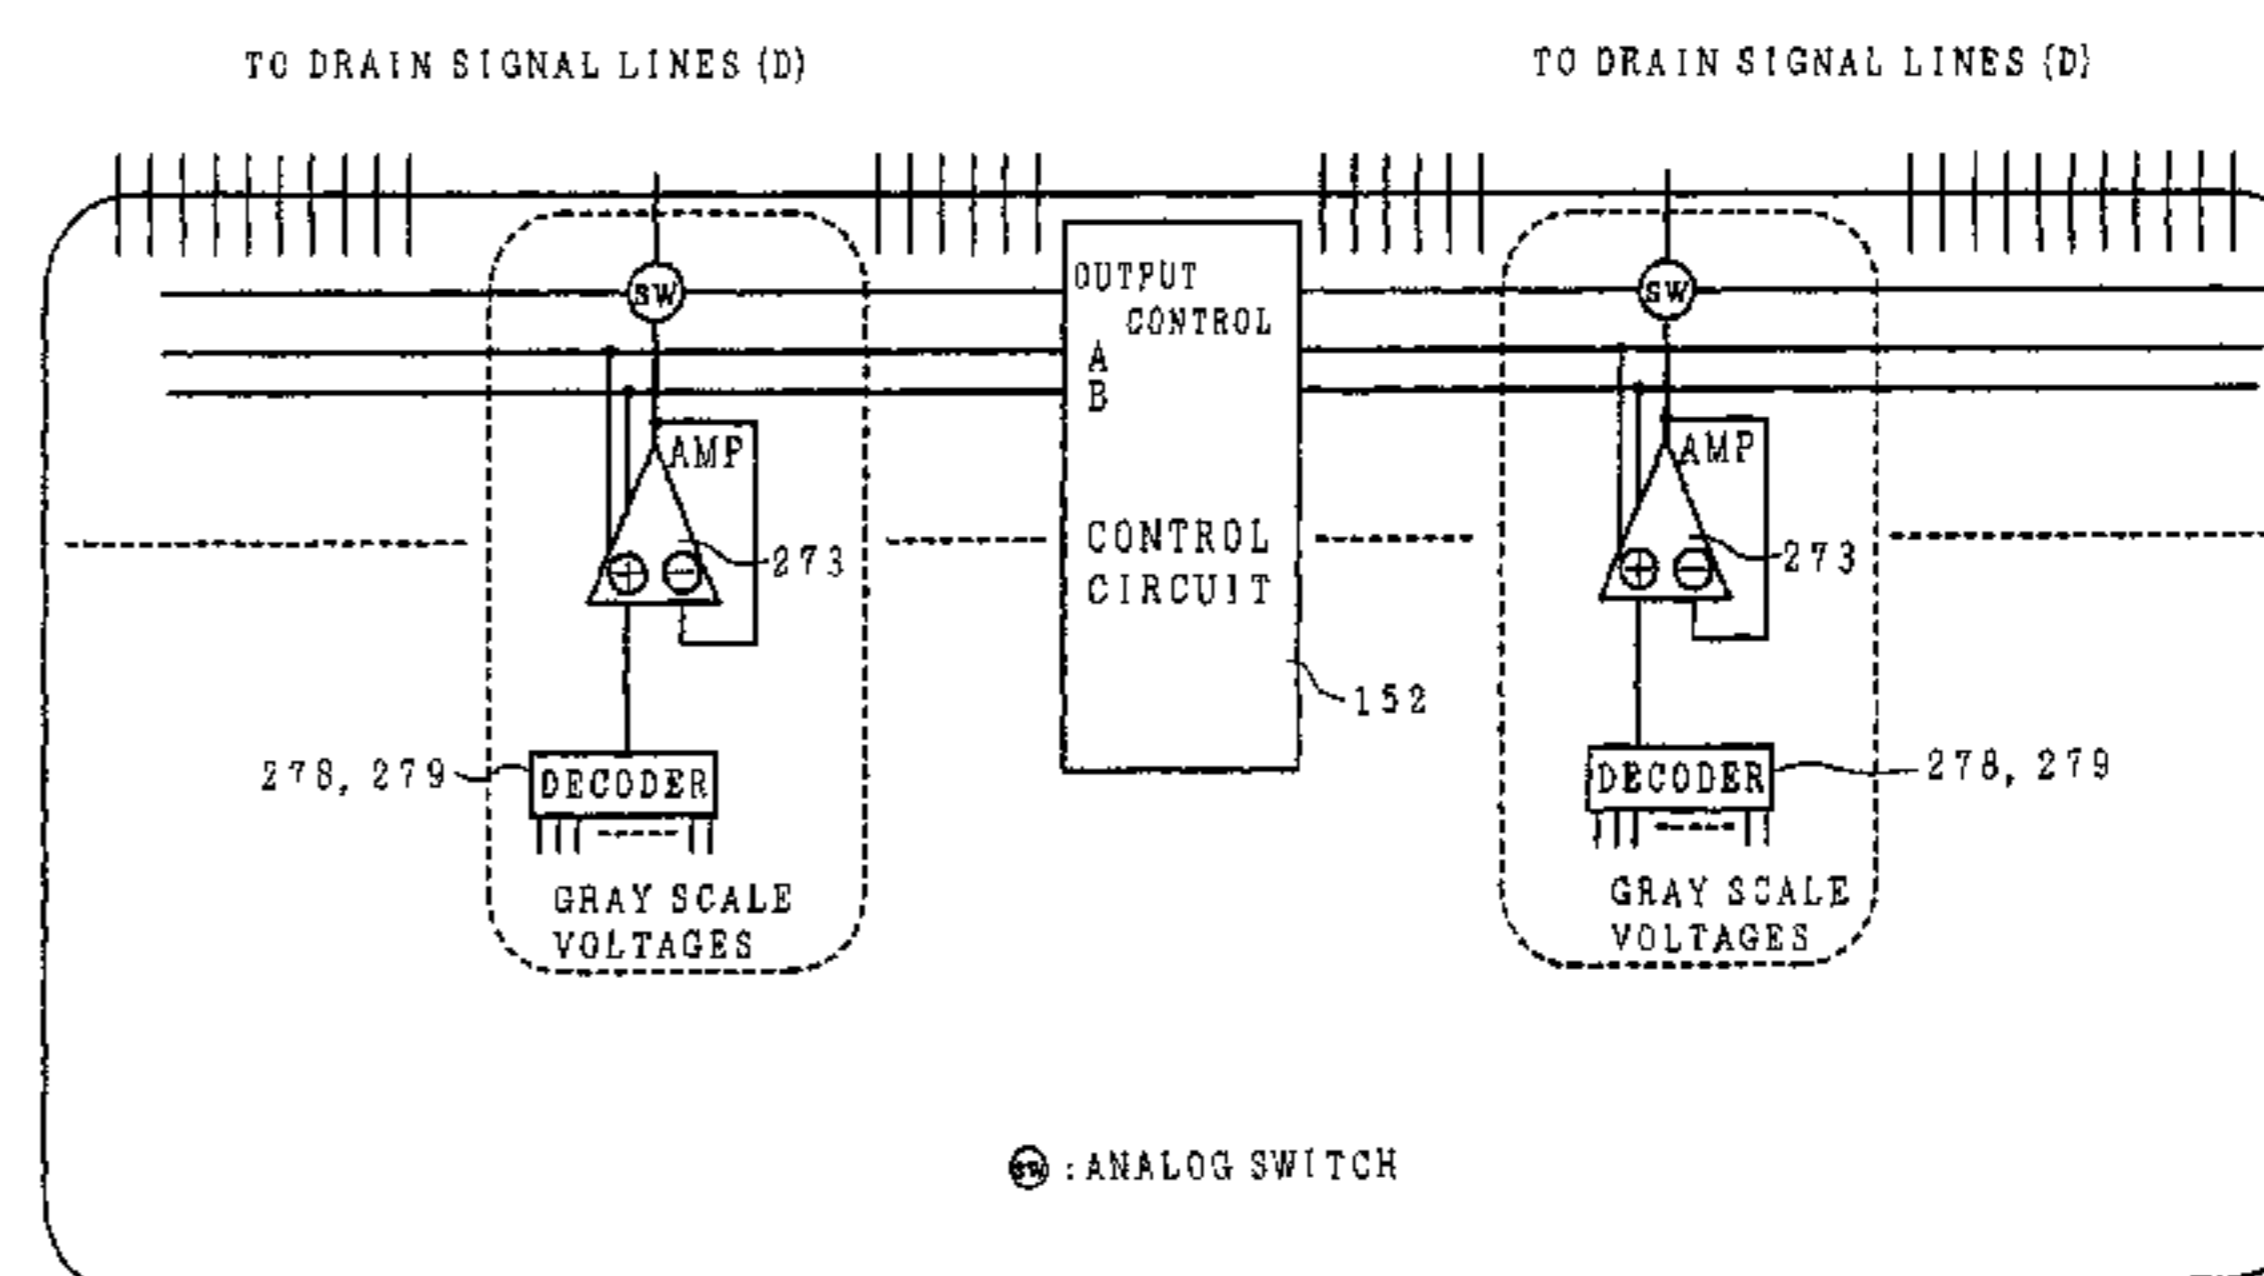 TO DRAIN SIGNAL LINES (D)
TO DRAIN SIGNAL LINES (D)
SW
OUTPUT
CONTROL
SW
A
B
AMP
AMP
CONTROL
CIRCUIT
273
273
152
278, 279
DECODER
DECODER
278, 279
GRAY SCALE
VOLTAGES
GRAY SCALE
VOLTAGES
SW : ANALOG SWITCH